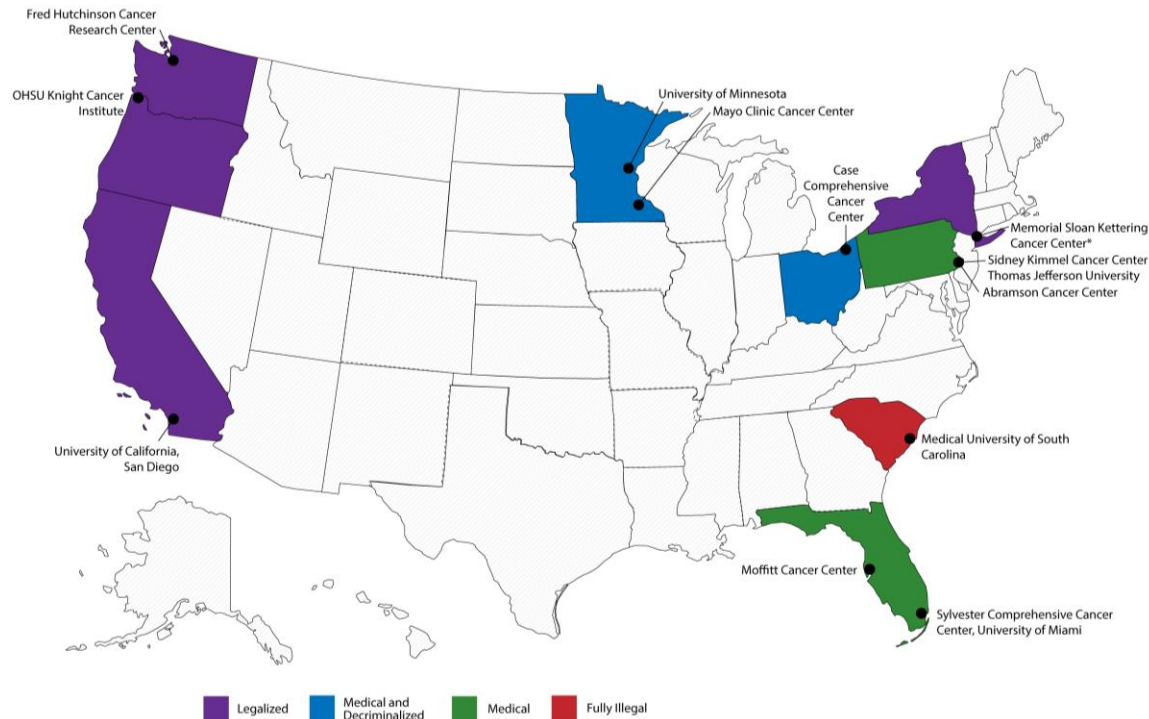 Fred Hutchinson Cancer
Research Center
OHSU Knight Cancer
Institute
University of Minnesota
Mayo Clinic Cancer Center
Case
Comprehensive
Cancer
Center
Memorial Sloan Kettering
Cancer Center*
Sidney Kimmel Cancer Center
Thomas Jefferson University
Abramson Cancer Center
University of California,
San Diego
Medical University of South
Carolina
Moffitt Cancer Center
Sylvester Comprehensive Cancer
Center, University of Miami
Legalized
Medical and
Decriminalized
Medical
Fully Illegal